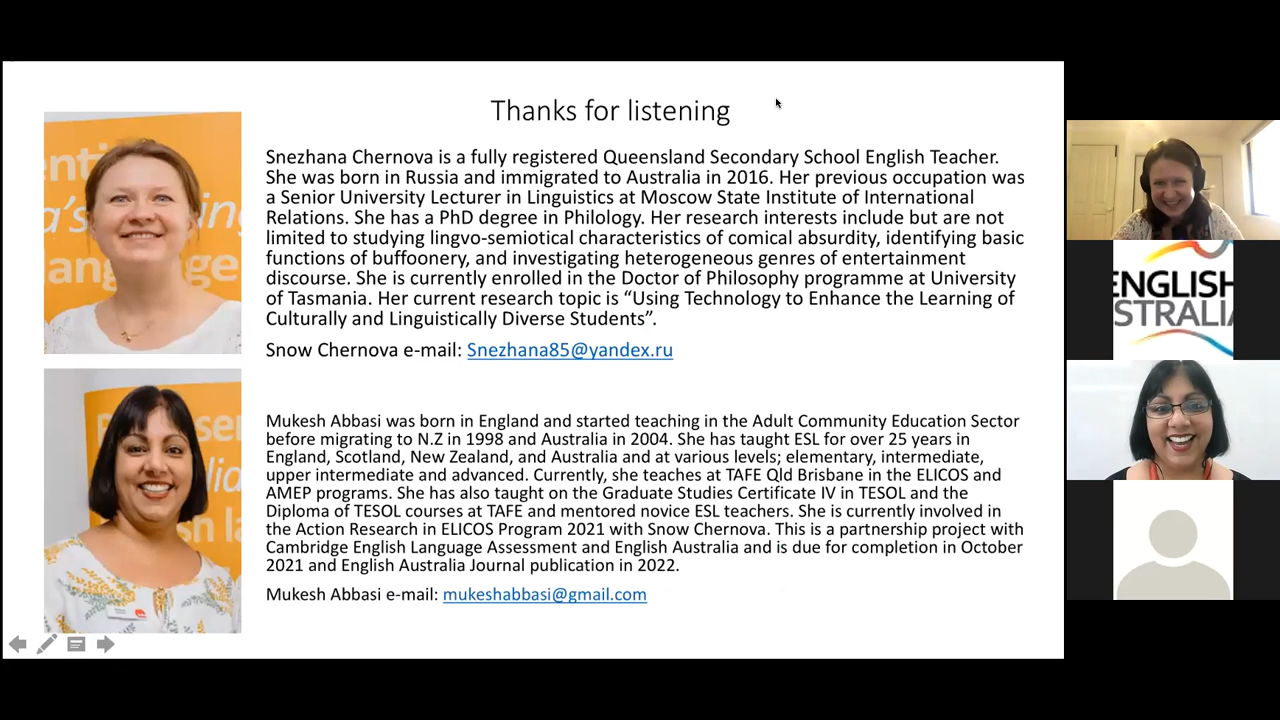 Thanks for listening
Snezhana Chernova is a fully registered Queensland Secondary School English Teacher.
She was born in Russia and immigrated to Australia in 2016. Her previous occupation was
a Senior University Lecturer in Linguistics at Moscow State Institute of International
Relations. She has a PhD degree in Philology. Her research interests include but are not
limited to studying lingvo-semiotical characteristics of comical absurdity, identifying basic
functions of buffoonery, and investigating heterogeneous genres of entertainment
discourse. She is currently enrolled in the Doctor of Philosophy programme at University
of Tasmania. Her current research topic is “Using Technology to Enhance the Learning of
Culturally and Linguistically Diverse Students”.
Snow Chernova e-mail: Snezhana85@yandex.ru
Mukesh Abbasi was born in England and started teaching in the Adult Community Education Sector
before migrating to N.Z in 1998 and Australia in 2004. She has taught ESL for over 25 years in
England, Scotland, New Zealand, and Australia and at various levels; elementary, intermediate,
upper intermediate and advanced. Currently, she teaches at TAFE Qld Brisbane in the ELICOS and
AMEP programs. She has also taught on the Graduate Studies Certificate IV in TESOL and the
Diploma of TESOL courses at TAFE and mentored novice ESL teachers. She is currently involved in
the Action Research in ELICOS Program 2021 with Snow Chernova. This is a partnership project with
Cambridge English Language Assessment and English Australia and is due for completion in October
2021 and English Australia Journal publication in 2022.
Mukesh Abbasi e-mail: mukeshabbasi@gmail.com
ENGLISH
STRALIA